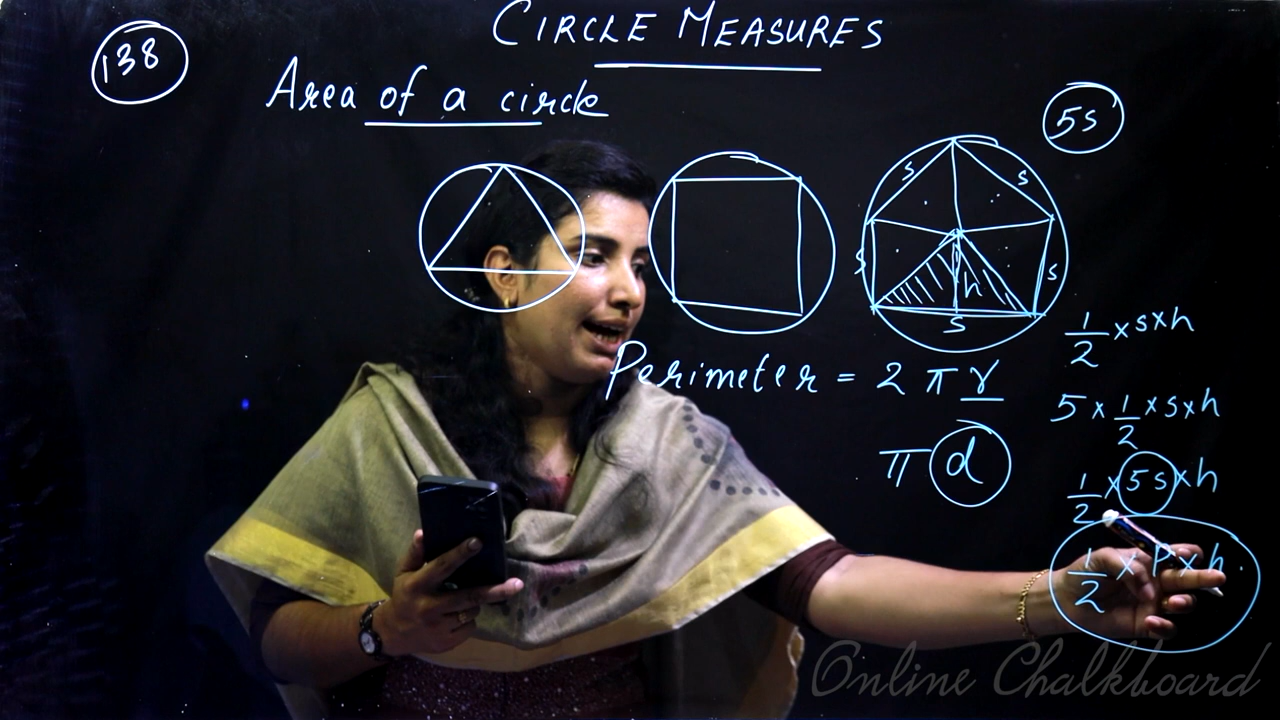 138
CIRCLE MEASURES
Area of a circle
5s
s s
s s
h
s
1/2 × s × h
Perimeter = 2 π r
5 × 1/2 × s × h
π d
1/2 × 5s × h
1/2 × P × h
Online Chalkboard